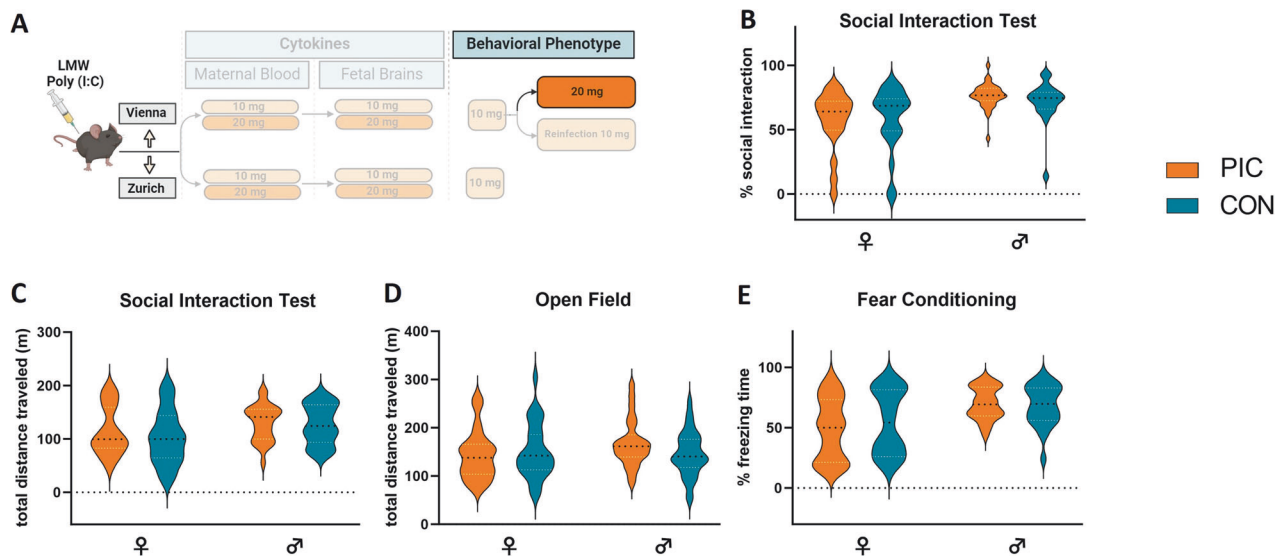 A
Cytokines
Behavioral Phenotype
LMW
Poly (I:C)
Maternal Blood
Fetal Brains
Vienna
10 mg
20 mg
10 mg
20 mg
10 mg
20 mg
Reinfection 10 mg
Zurich
10 mg
20 mg
10 mg
20 mg
10 mg
B
Social Interaction Test
% social interaction
100
50
0
♀
♂
PIC
CON
C
Social Interaction Test
total distance traveled (m)
300
200
100
0
♀
♂
D
Open Field
total distance traveled (m)
400
300
200
100
0
♀
♂
E
Fear Conditioning
% freezing time
100
50
0
♀
♂